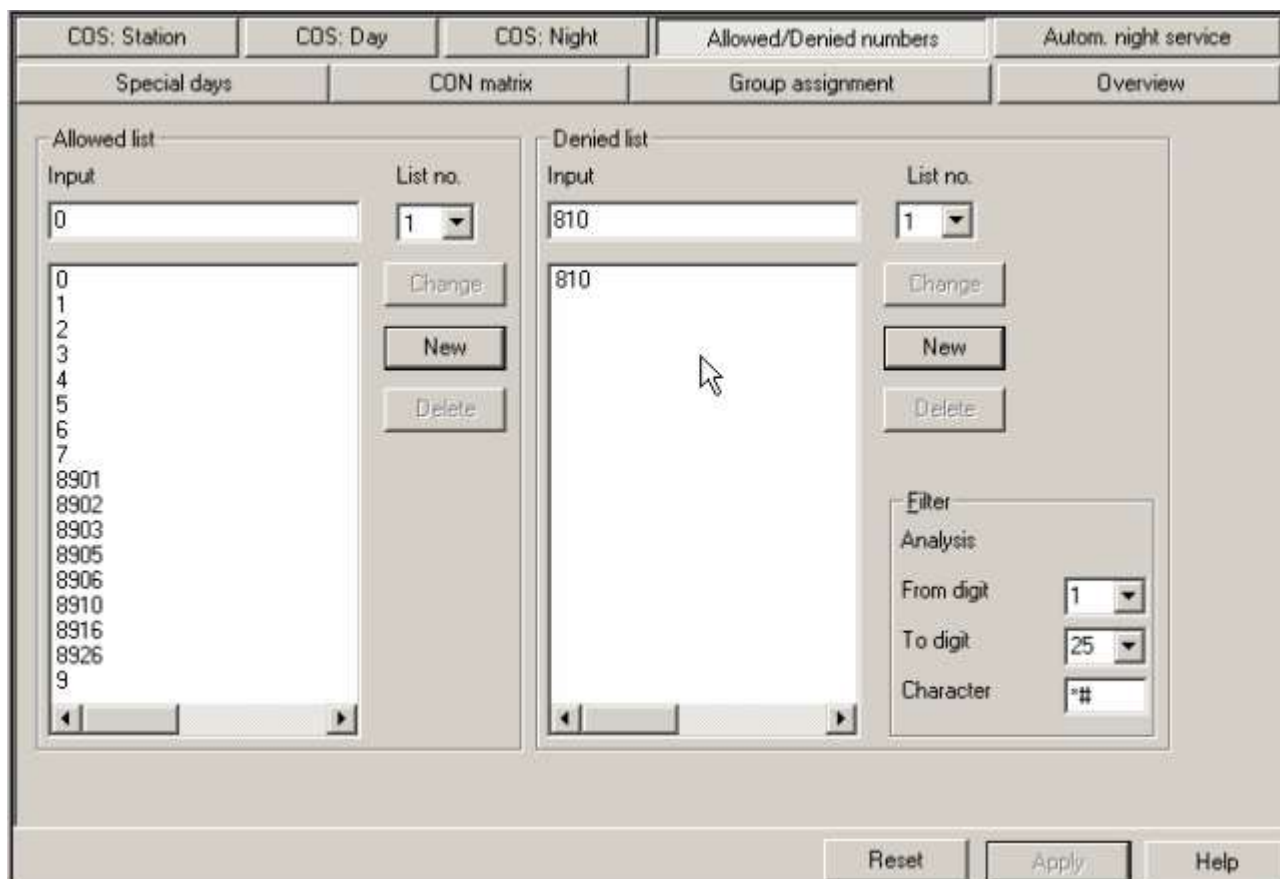 COS: Station COS: Day COS: Night Allowed/Denied numbers Autom. night service
Special days CON matrix Group assignment Overview
Allowed list
Input List no.
0 1
0
1
2
3
4
5
6
7
8901
8902
8903
8905
8906
8910
8916
8926
9
Change
New
Delete
Denied list
Input List no.
810 1
810
Change
New
Delete
Filter
Analysis
From digit 1
To digit 25
Character *#
Reset Apply Help